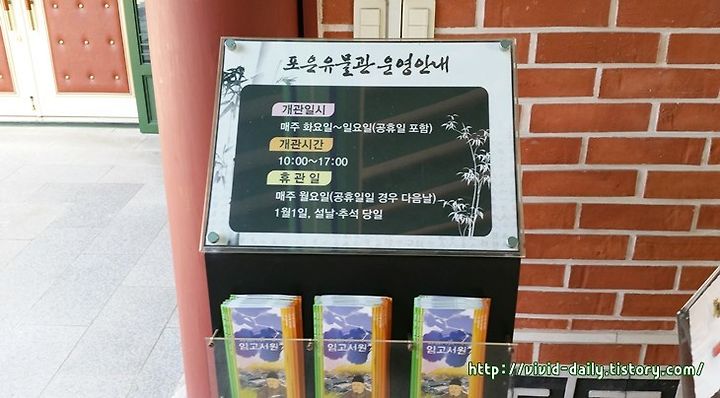 포은유물관 운영안내
개관일시
매주 화요일~일요일(공휴일 포함)
개관시간
10:00~17:00
휴관일
매주 월요일(공휴일일 경우 다음날)
1월1일, 설날·추석 당일
임고서원
임고서원
임고서원
http://vivid-daily.tistory.com/